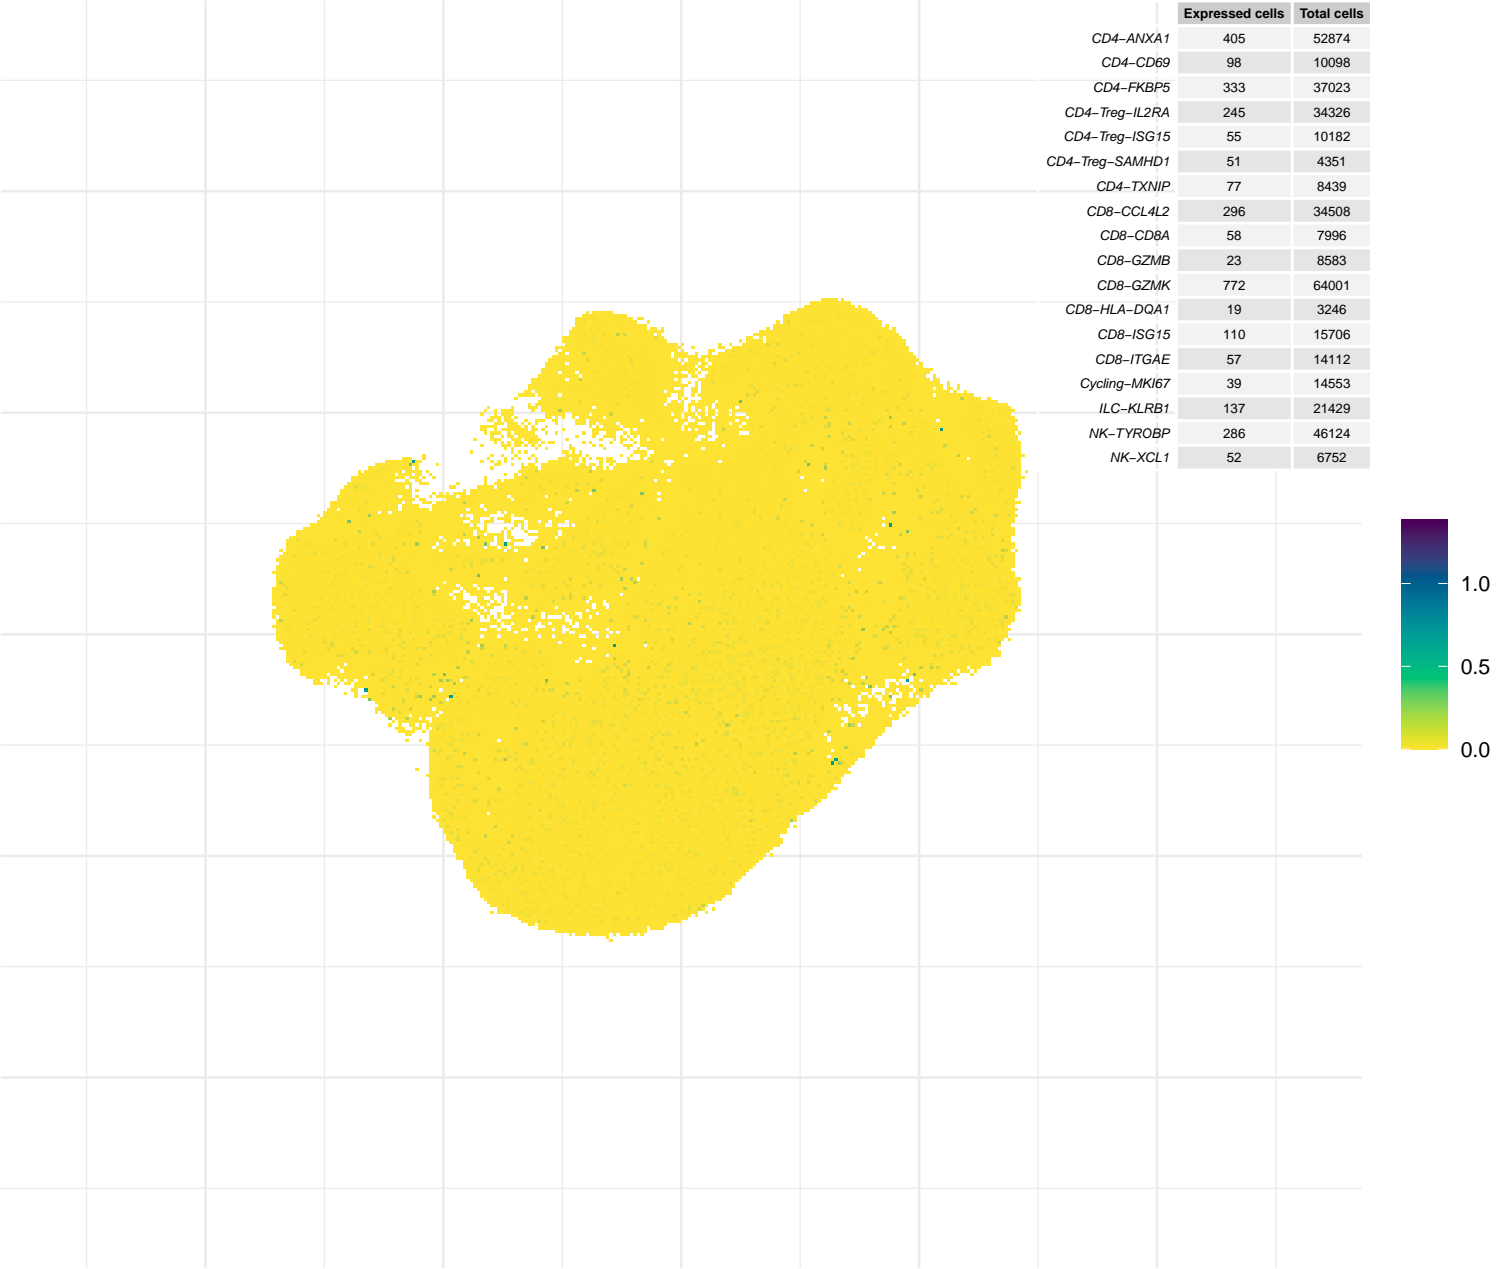 Expressed cells Total cells
CD4−ANXA1 405 52874
CD4−CD69 98 10098
CD4−FKBP5 333 37023
CD4−Treg−IL2RA 245 34326
CD4−Treg−ISG15 55 10182
CD4−Treg−SAMHD1 51 4351
CD4−TXNIP 77 8439
CD8−CCL4L2 296 34508
CD8−CD8A 58 7996
CD8−GZMB 23 8583
CD8−GZMK 772 64001
CD8−HLA−DQA1 19 3246
CD8−ISG15 110 15706
CD8−ITGAE 57 14112
Cycling−MKI67 39 14553
ILC−KLRB1 137 21429
NK−TYROBP 286 46124
NK−XCL1 52 6752
1.0
0.5
0.0